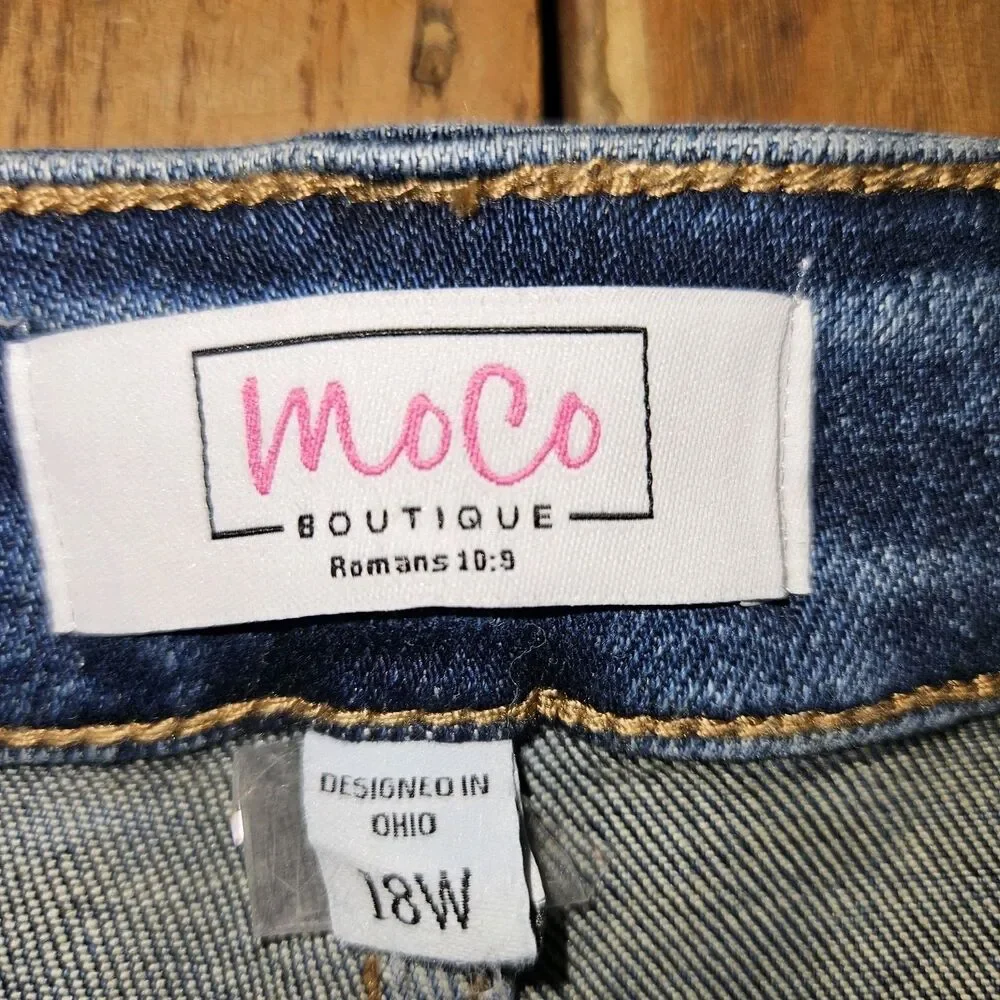 MoCo
BOUTIQUE
Romans 10:9
DESIGNED IN
OHIO
18W